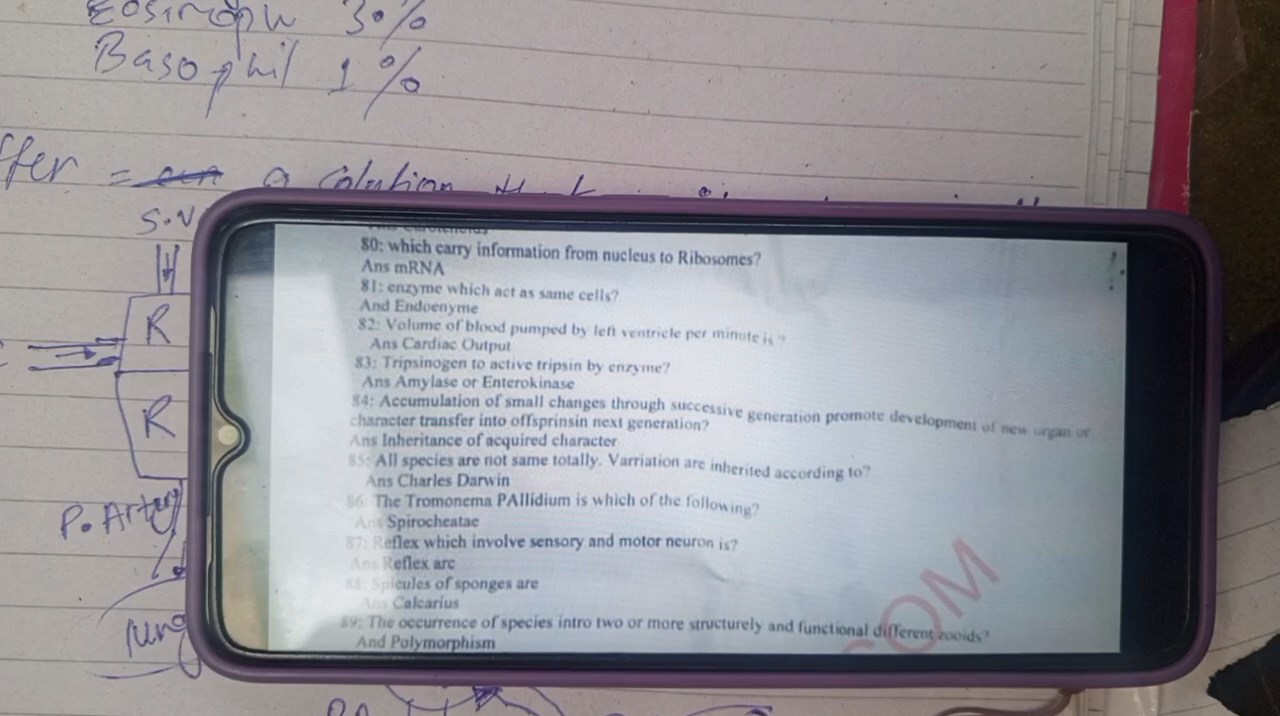 Eosinophil 3%
Basophil 1%
ffer = a solution
S.V
R
R
P. Artery
lung
80: which carry information from nucleus to Ribosomes?
Ans mRNA
81: enzyme which act as same cells?
And Endoenyme
82: Volume of blood pumped by left ventricle per minute is?
Ans Cardiac Output
83: Tripsinogen to active tripsin by enzyme?
Ans Amylase or Enterokinase
84: Accumulation of small changes through successive generation promote development of new organ or
character transfer into offsprinsin next generation?
Ans Inheritance of acquired character
85: All species are not same totally. Varriation are inherited according to?
Ans Charles Darwin
86: The Tromonema PAllidium is which of the following?
Ans Spirocheatae
87: Reflex which involve sensory and motor neuron is?
Ans Reflex arc
88: Spicules of sponges are
Ans Calcarius
89: The occurrence of species intro two or more structurely and functional different zooids?
And Polymorphism
COM